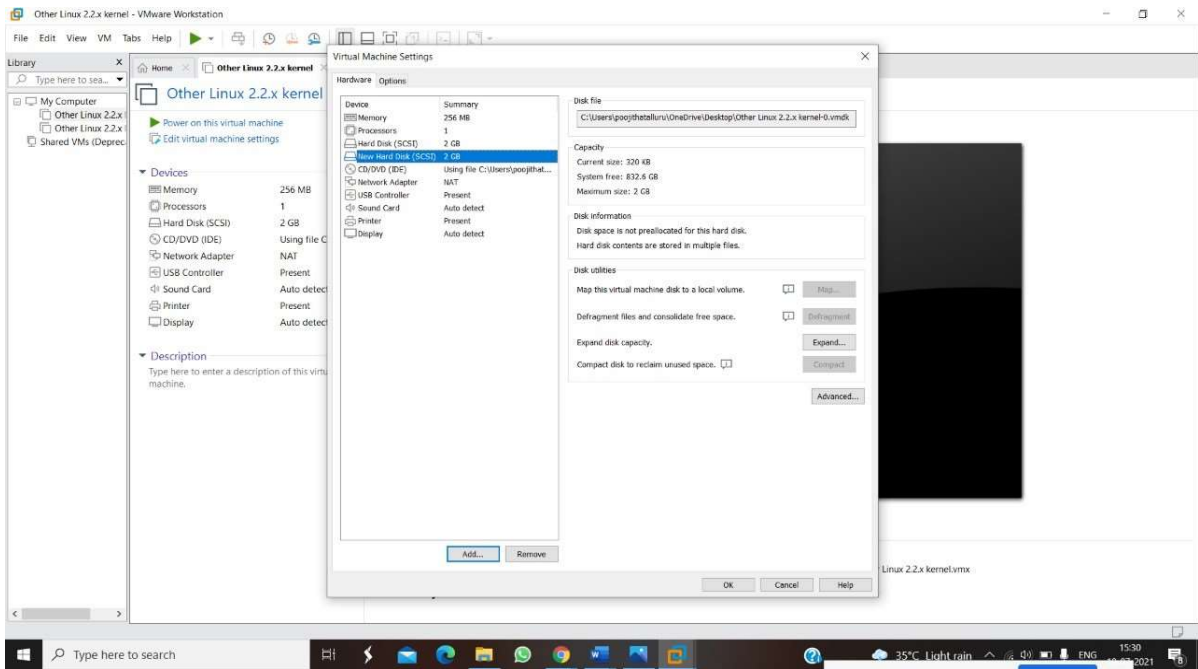 Other Linux 2.2.x kernel - VMware Workstation
File Edit View VM Tabs Help
Library X
Type here to sea...
My Computer
Other Linux 2.2.x
Other Linux 2.2.x
Shared VMs (Deprec
Home
Other Linux 2.2.x kernel
Other Linux 2.2.x kernel
Power on this virtual machine
Edit virtual machine settings
Devices
Memory 256 MB
Processors 1
Hard Disk (SCSI) 2 GB
CD/DVD (IDE) Using file C
Network Adapter NAT
USB Controller Present
Sound Card Auto detect
Printer Present
Display Auto detect
Description
Type here to enter a description of this virtu
machine.
Virtual Machine Settings
Hardware Options
Device Summary
Memory 256 MB
Processors 1
Hard Disk (SCSI) 2 GB
New Hard Disk (SCSI) 2 GB
CD/DVD (IDE) Using file C:\Users\poojithat...
Network Adapter NAT
USB Controller Present
Sound Card Auto detect
Printer Present
Display Auto detect
Add... Remove
Disk file
C:\Users\poojithatalluru\OneDrive\Desktop\Other Linux 2.2.x kernel-0.vmdk
Capacity
Current size: 320 KB
System free: 832.6 GB
Maximum size: 2 GB
Disk information
Disk space is not preallocated for this hard disk.
Hard disk contents are stored in multiple files.
Disk utilities
Map this virtual machine disk to a local volume. Map...
Defragment files and consolidate free space. Defragment
Expand disk capacity. Expand...
Compact disk to reclaim unused space. Compact
Advanced...
OK Cancel Help
Linux 2.2.x kernel.vmx
Type here to search
35°C Light rain ENG 15:30